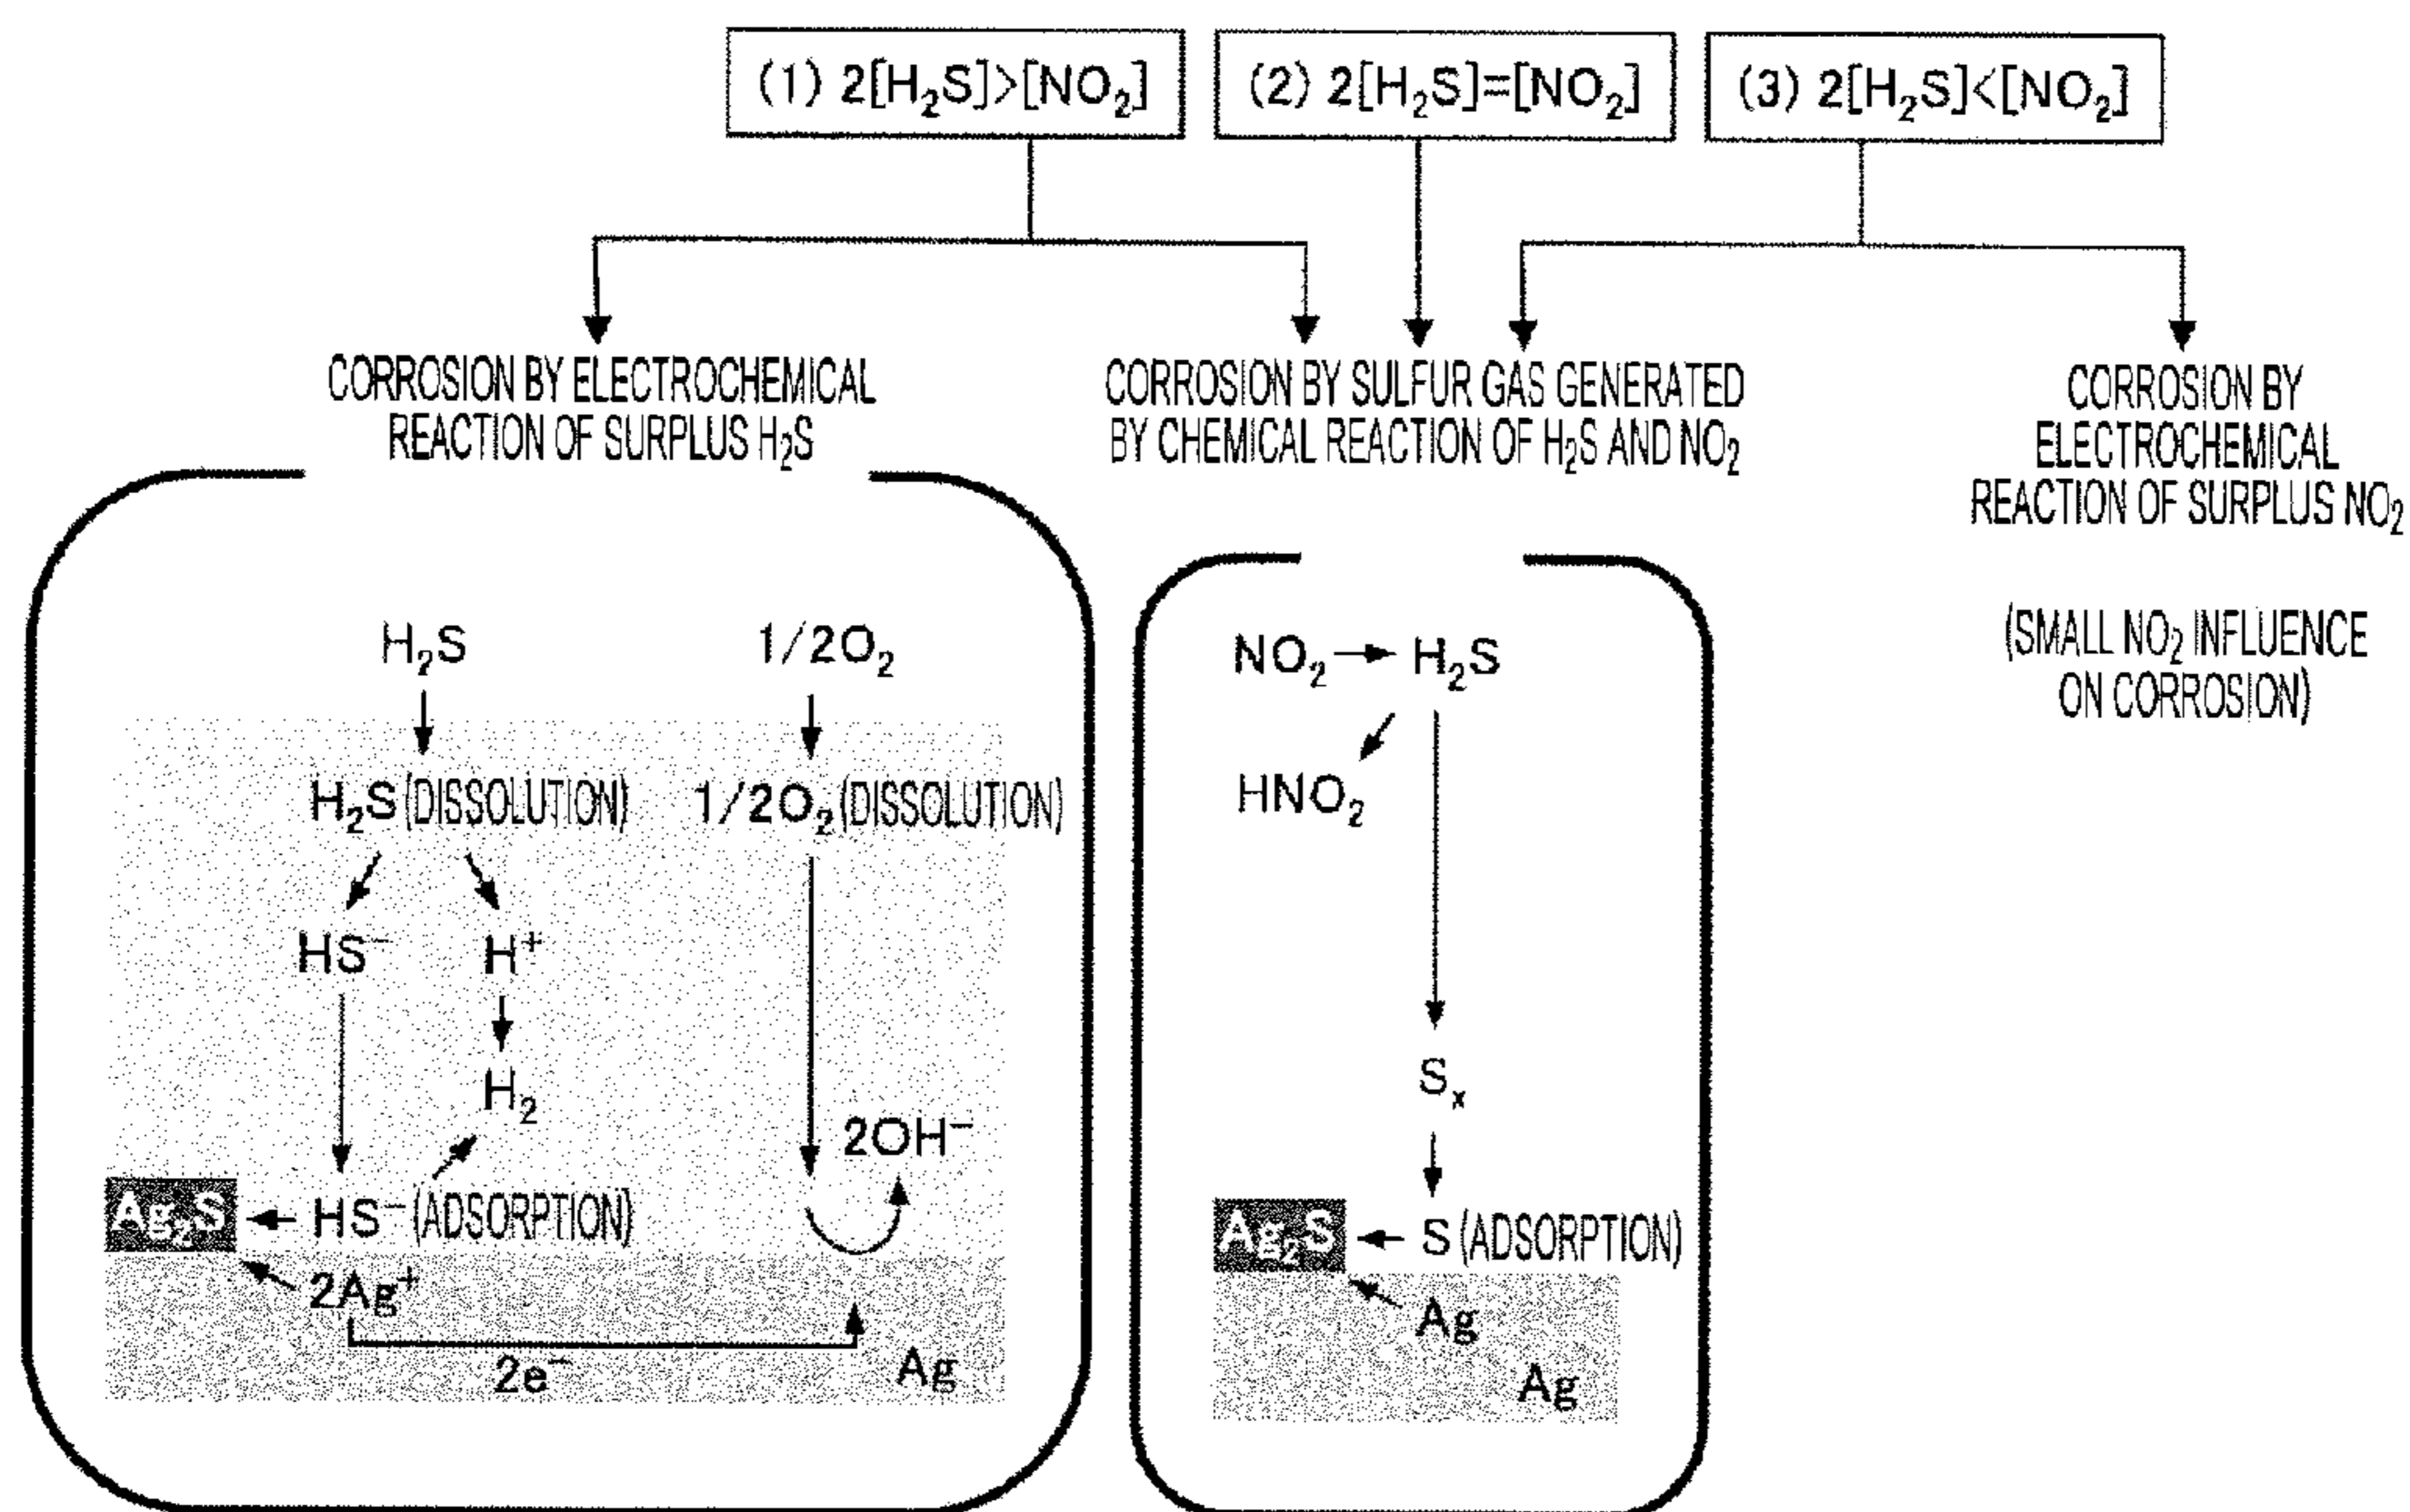 (1) 2[H₂S]>[NO₂]
(2) 2[H₂S]=[NO₂]
(3) 2[H₂S]<[NO₂]
CORROSION BY ELECTROCHEMICAL
REACTION OF SURPLUS H₂S
CORROSION BY SULFUR GAS GENERATED
BY CHEMICAL REACTION OF H₂S AND NO₂
CORROSION BY
ELECTROCHEMICAL
REACTION OF SURPLUS NO₂
(SMALL NO₂ INFLUENCE
ON CORROSION)
H₂S
1/2O₂
H₂S (DISSOLUTION)
1/2O₂ (DISSOLUTION)
HS⁻
H⁺
H₂
2OH⁻
Ag₂S
HS⁻ (ADSORPTION)
2Ag⁺
2e⁻
Ag
NO₂
H₂S
HNO₂
Sₓ
Ag₂S
S (ADSORPTION)
Ag
Ag